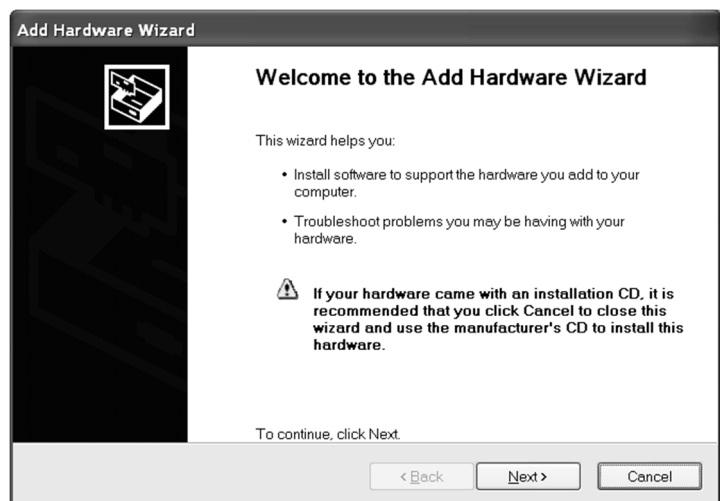 Add Hardware Wizard
Welcome to the Add Hardware Wizard
This wizard helps you:
• Install software to support the hardware you add to your
computer.
• Troubleshoot problems you may be having with your
hardware.
If your hardware came with an installation CD, it is
recommended that you click Cancel to close this
wizard and use the manufacturer's CD to install this
hardware.
To continue, click Next.
< Back Next > Cancel